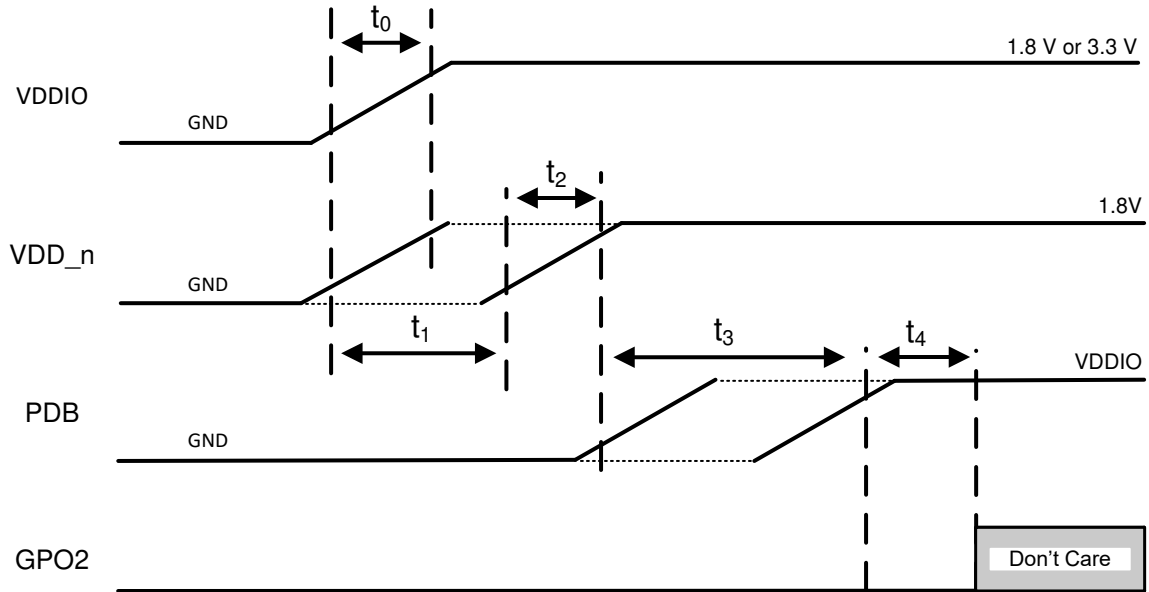 t₀
1.8 V or 3.3 V
VDDIO
GND
t₂
1.8V
VDD_n
GND
t₁
t₃
t₄
VDDIO
PDB
GND
GPO2
Don't Care